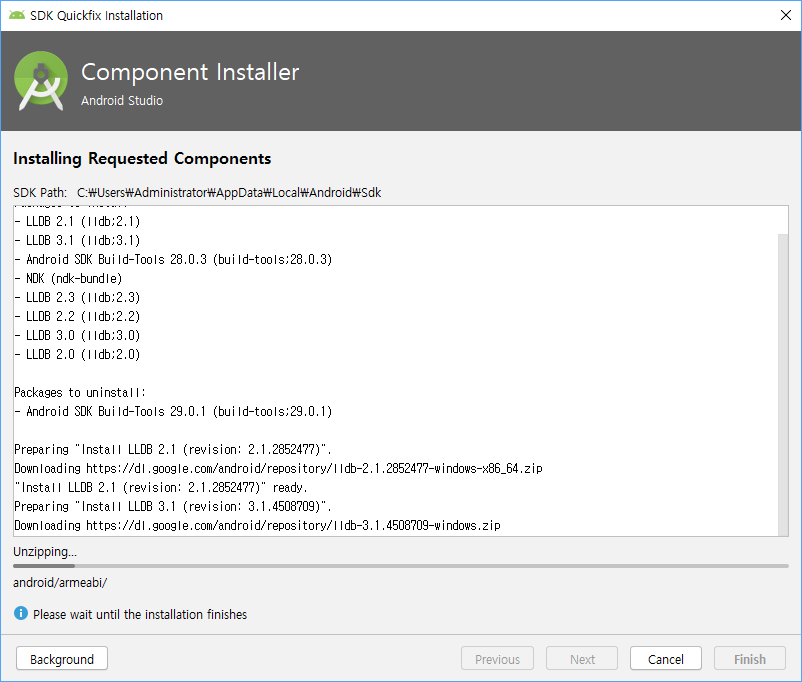 SDK Quickfix Installation
Component Installer
Android Studio
Installing Requested Components
SDK Path: C:₩Users₩Administrator₩AppData₩Local₩Android₩Sdk
Packages to install:
- LLDB 2.1 (lldb;2.1)
- LLDB 3.1 (lldb;3.1)
- Android SDK Build-Tools 28.0.3 (build-tools;28.0.3)
- NDK (ndk-bundle)
- LLDB 2.3 (lldb;2.3)
- LLDB 2.2 (lldb;2.2)
- LLDB 3.0 (lldb;3.0)
- LLDB 2.0 (lldb;2.0)
Packages to uninstall:
- Android SDK Build-Tools 29.0.1 (build-tools;29.0.1)
Preparing "Install LLDB 2.1 (revision: 2.1.2852477)".
Downloading https://dl.google.com/android/repository/lldb-2.1.2852477-windows-x86_64.zip
"Install LLDB 2.1 (revision: 2.1.2852477)" ready.
Preparing "Install LLDB 3.1 (revision: 3.1.4508709)".
Downloading https://dl.google.com/android/repository/lldb-3.1.4508709-windows.zip
Unzipping...
android/armeabi/
Please wait until the installation finishes
Background
Previous
Next
Cancel
Finish